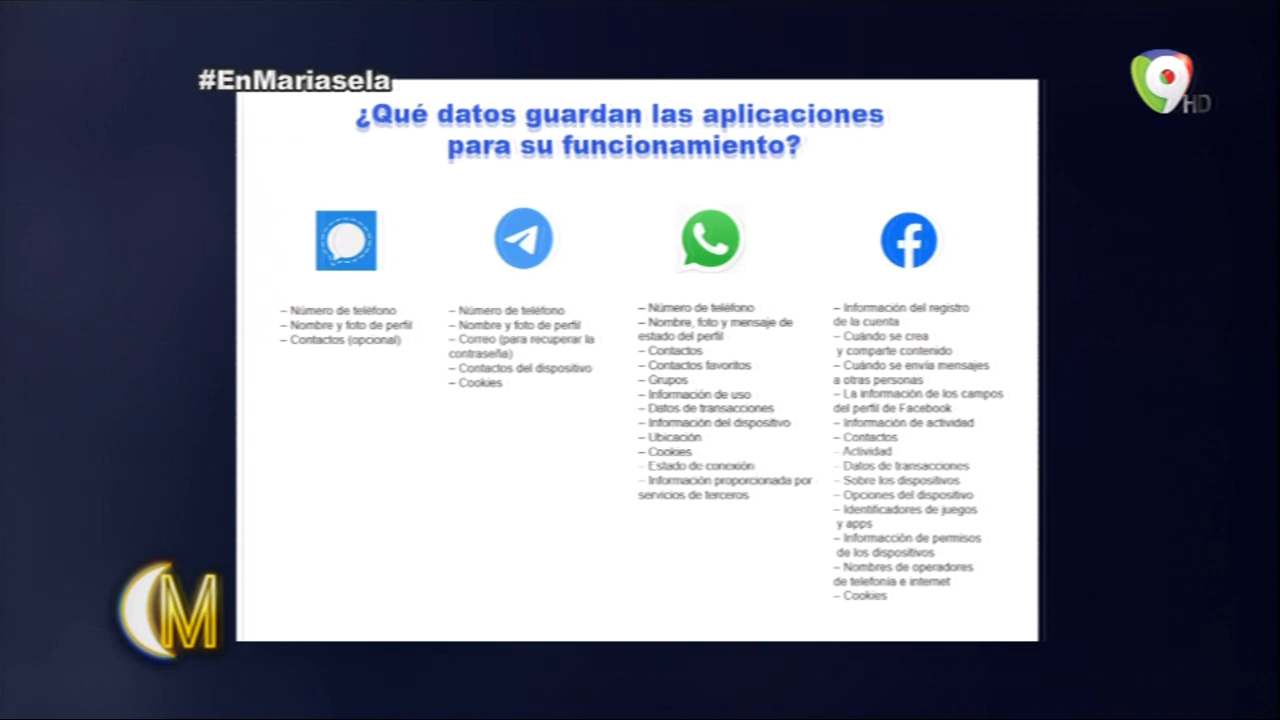 #EnMariasela
9
HD
¿Qué datos guardan las aplicaciones
para su funcionamiento?
– Número de teléfono
– Nombre y foto de perfil
– Contactos (opcional)
– Número de teléfono
– Nombre y foto de perfil
– Correo (para recuperar la
contraseña)
– Contactos del dispositivo
– Cookies
– Número de teléfono
– Nombre, foto y mensaje de
estado del perfil
– Contactos
– Contactos favoritos
– Grupos
– Información de uso
– Datos de transacciones
– Información del dispositivo
– Ubicación
– Cookies
– Estado de conexión
– Información proporcionada por
servicios de terceros
– Información del registro
de la cuenta
– Cuándo se crea
y comparte contenido
– Cuándo se envía mensajes
a otras personas
– La información de los campos
del perfil de Facebook
– Información de actividad
– Contactos
– Actividad
– Datos de transacciones
– Sobre los dispositivos
– Opciones del dispositivo
– Identificadores de juegos
y apps
– Informacción de permisos
de los dispositivos
– Nombres de operadores
de telefonía e internet
– Cookies
M